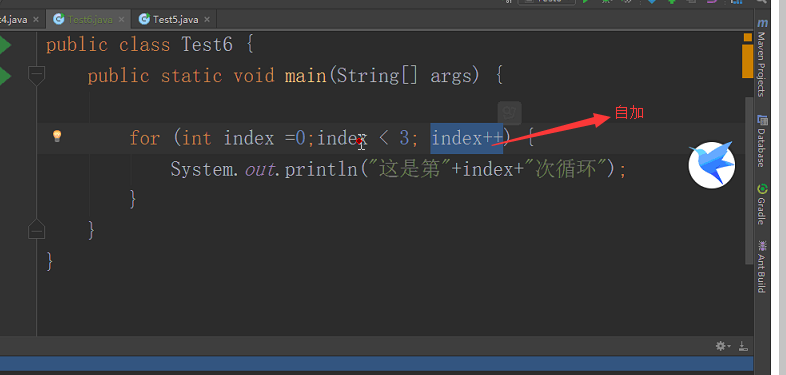 4.java × Test6.java × Test5.java ×
public class Test6 {
public static void main(String[] args) {
自加
for (int index =0;index < 3; index++) {
System.out.println("这是第"+index+"次循环");
}
}
}
Maven Projects
Database
Gradle
Ant Build